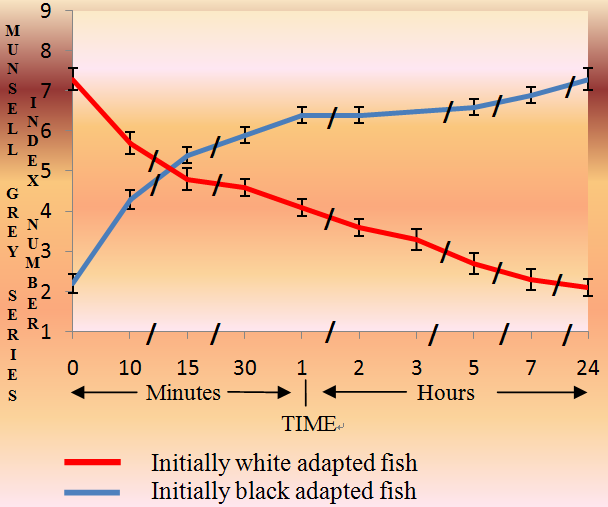 MUNSELL GREY SERIES
INDEX NUMBER
9
8
7
6
5
4
3
2
1
0 10 15 30 1 2 3 5 7 24
Minutes Hours
TIME
Initially white adapted fish
Initially black adapted fish